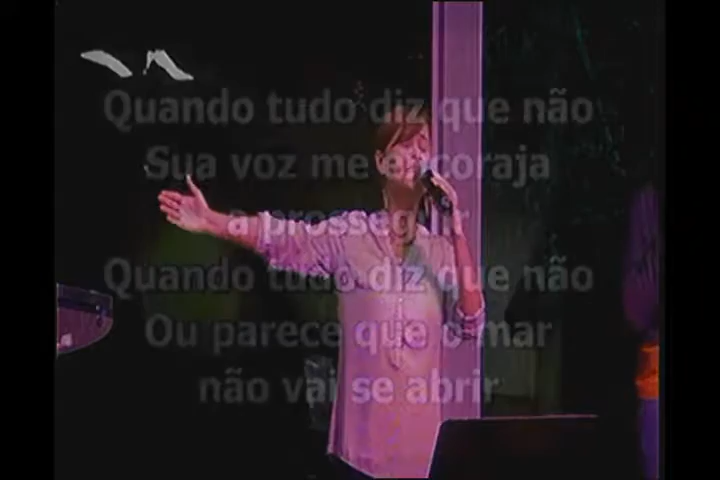 Quando tudo diz que não
Sua voz me encoraja
a prosseguir
Quando tudo diz que não
Ou parece que o mar
não vai se abrir